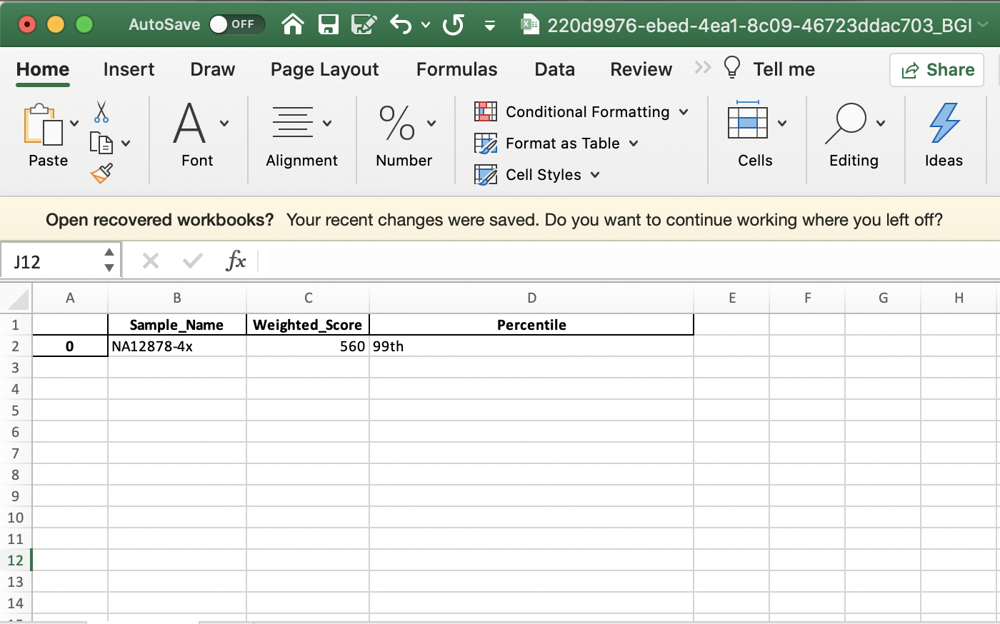 AutoSave OFF 220d9976-ebed-4ea1-8c09-46723ddac703_BGI
Home Insert Draw Page Layout Formulas Data Review Tell me Share
Paste Font Alignment % Number Conditional Formatting Format as Table Cell Styles Cells Editing Ideas
Open recovered workbooks? Your recent changes were saved. Do you want to continue working where you left off?
J12 fx
A B C D E F G H
1 Sample_Name Weighted_Score Percentile
2 0 NA12878-4x 560 99th
3
4
5
6
7
8
9
10
11
12
13
14